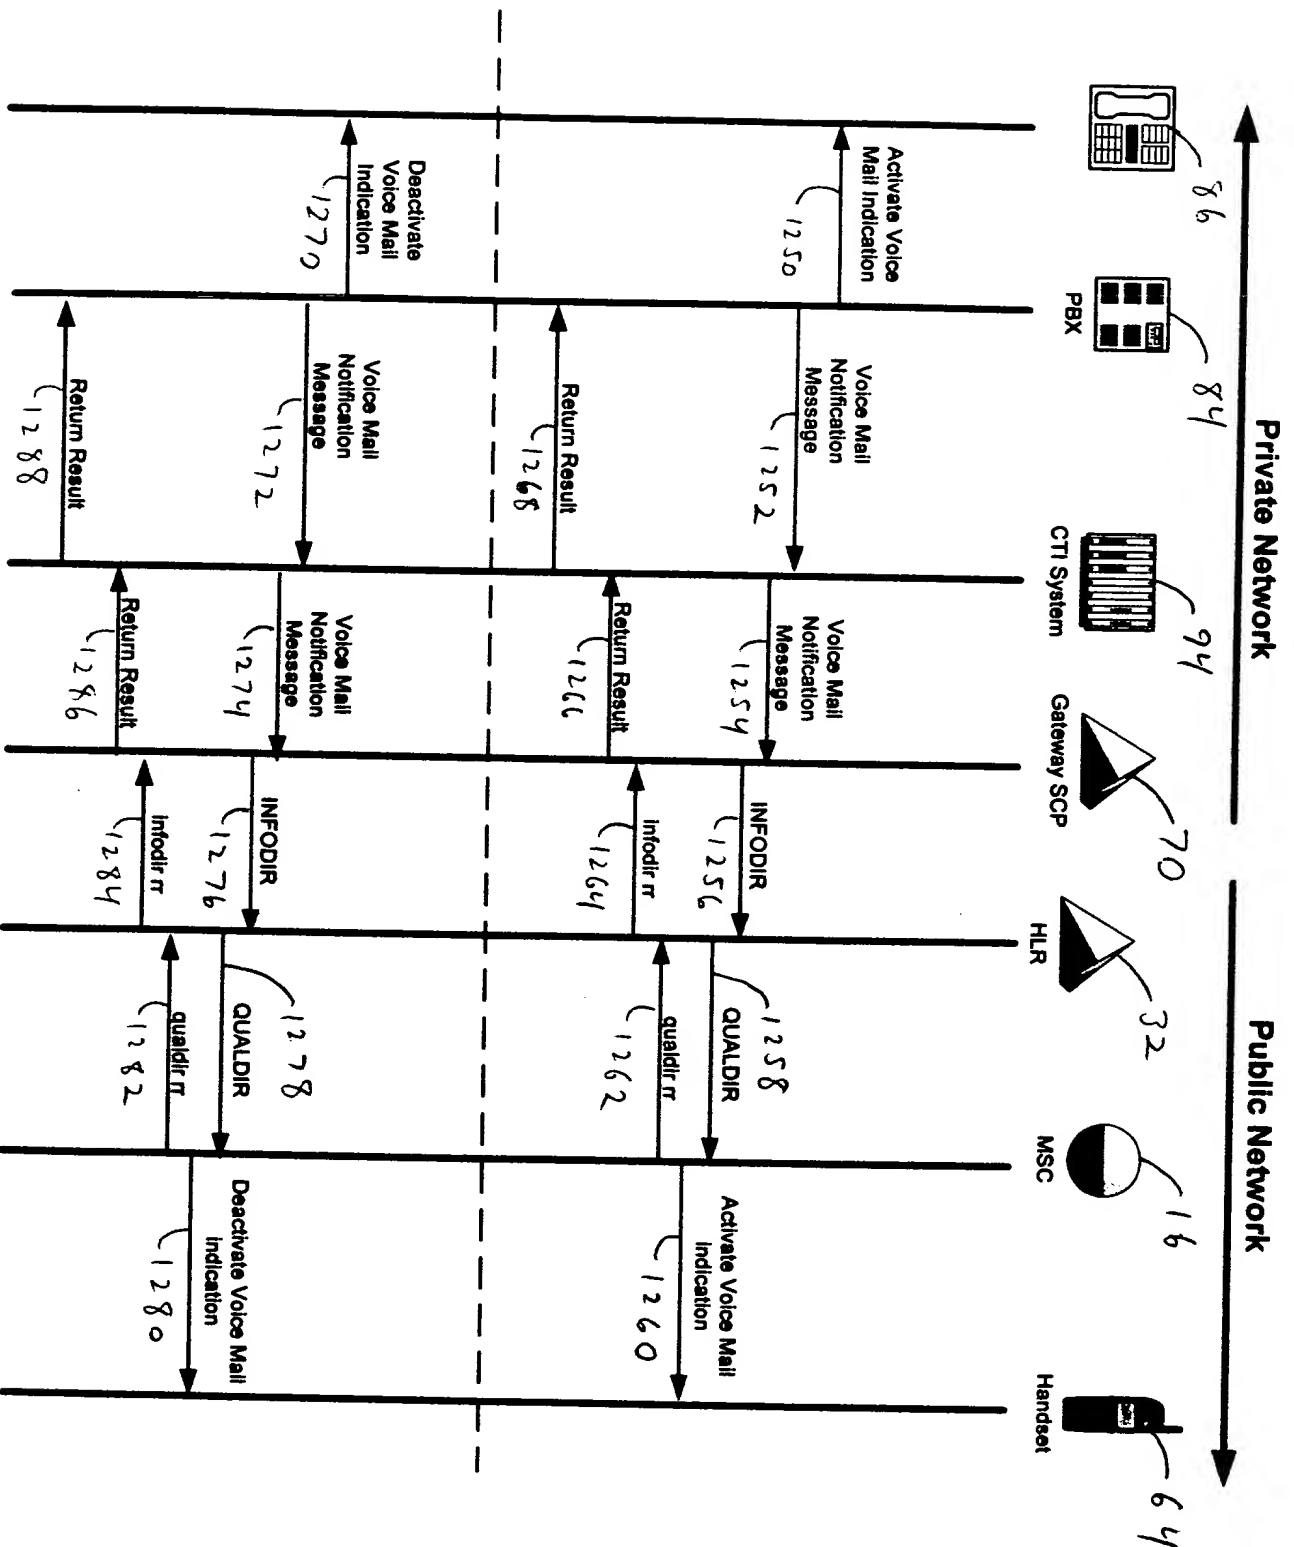 Private Network
Public Network
86
84
94
70
32
16
64
PBX
CTI System
Gateway SCP
HLR
MSC
Handset
Activate Voice
Mail Indication
1250
Voice Mail
Notification
Message
1252
Voice Mail
Notification
Message
1254
INFODIR
1256
1258
QUALDIR
Activate Voice Mail
Indication
1260
qualdir rr
1262
infodir rr
1264
Return Result
1266
Return Result
1268
Deactivate
Voice Mail
Indication
1270
Voice Mail
Notification
Message
1272
Voice Mail
Notification
Message
1274
INFODIR
1276
1278
QUALDIR
Deactivate Voice Mail
Indication
1280
qualdir rr
1282
infodir rr
1284
Return Result
1286
Return Result
1288